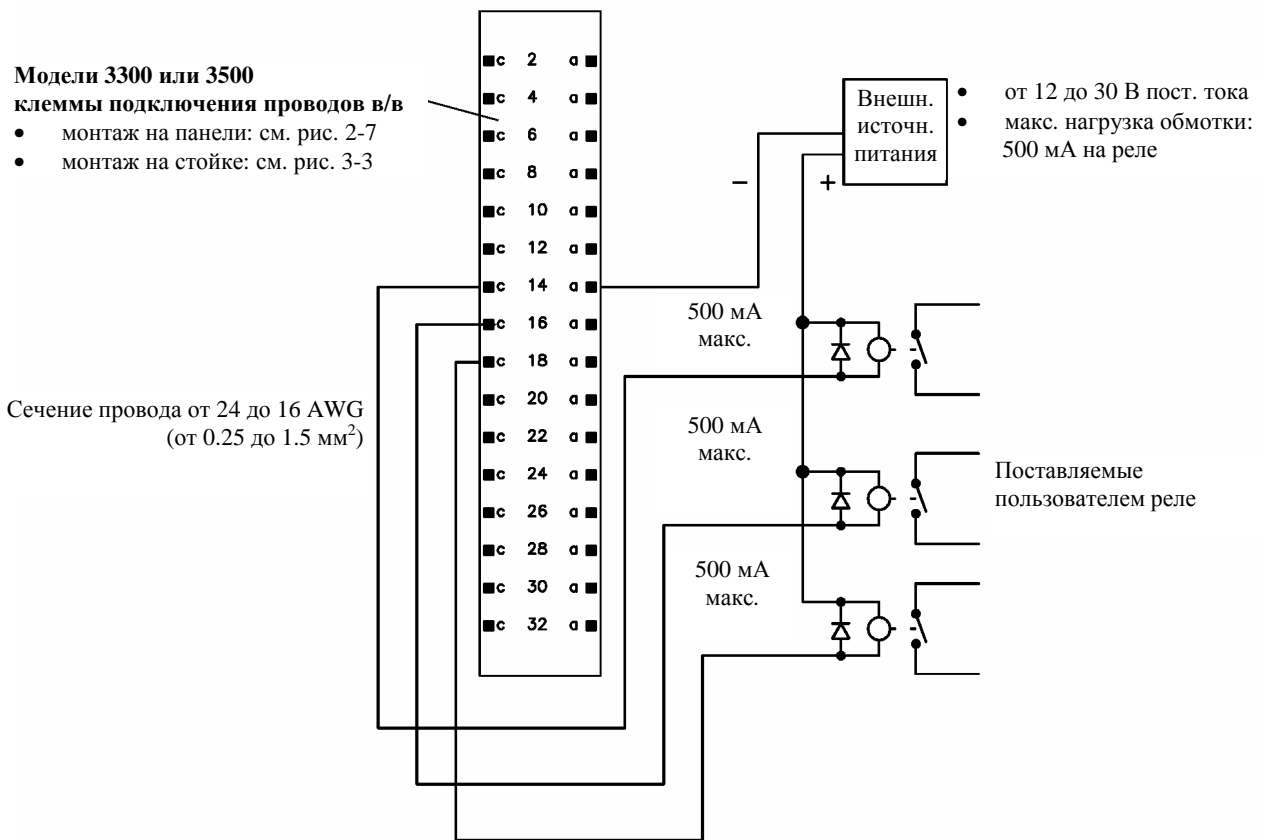 Модели 3300 или 3500
клеммы подключения проводов в/в
• монтаж на панели: см. рис. 2-7
• монтаж на стойке: см. рис. 3-3
c 2 a
c 4 a
c 6 a
c 8 a
c 10 a
c 12 a
c 14 a
c 16 a
c 18 a
c 20 a
c 22 a
c 24 a
c 26 a
c 28 a
c 30 a
c 32 a
Внешн.
источн.
питания
− +
• от 12 до 30 В пост. тока
• макс. нагрузка обмотки:
500 мА на реле
500 мА
макс.
Сечение провода от 24 до 16 AWG
(от 0.25 до 1.5 мм²)
500 мА
макс.
Поставляемые
пользователем реле
500 мА
макс.